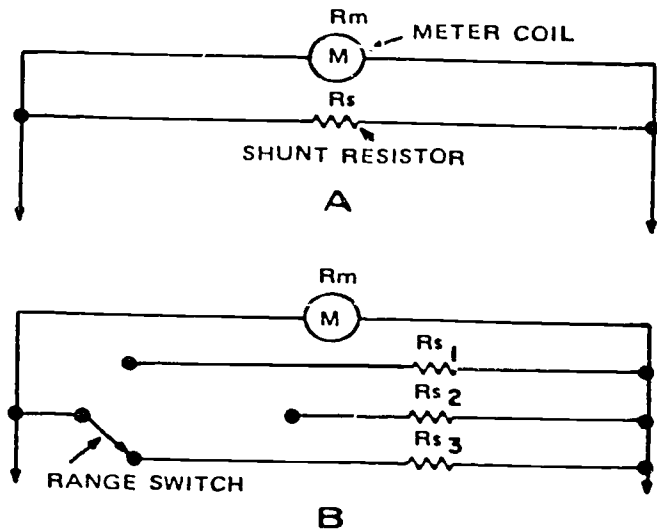 Rm
METER COIL
M
Rs
SHUNT RESISTOR
A
Rm
M
Rs 1
Rs 2
Rs 3
RANGE SWITCH
B